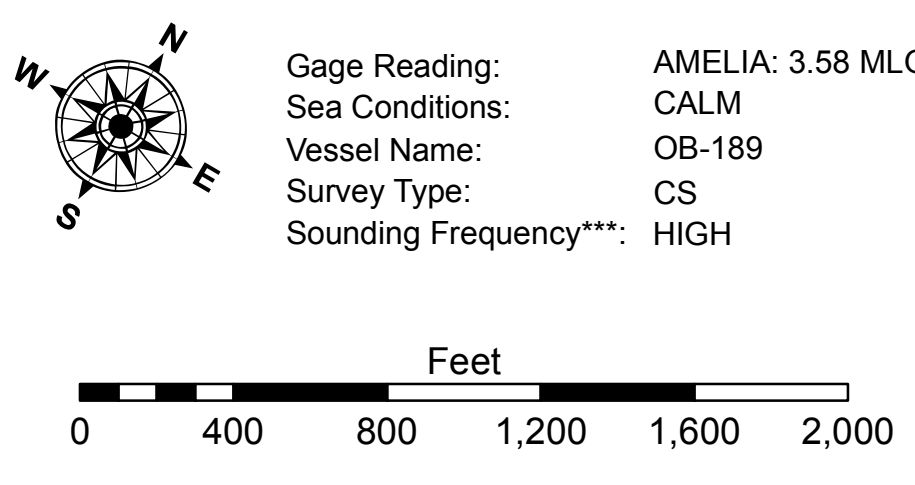 N
W
E
S
Gage Reading: AMELIA: 3.58 MLG
Sea Conditions: CALM
Vessel Name: OB-189
Survey Type: CS
Sounding Frequency***: HIGH
Feet
0 400 800 1,200 1,600 2,000